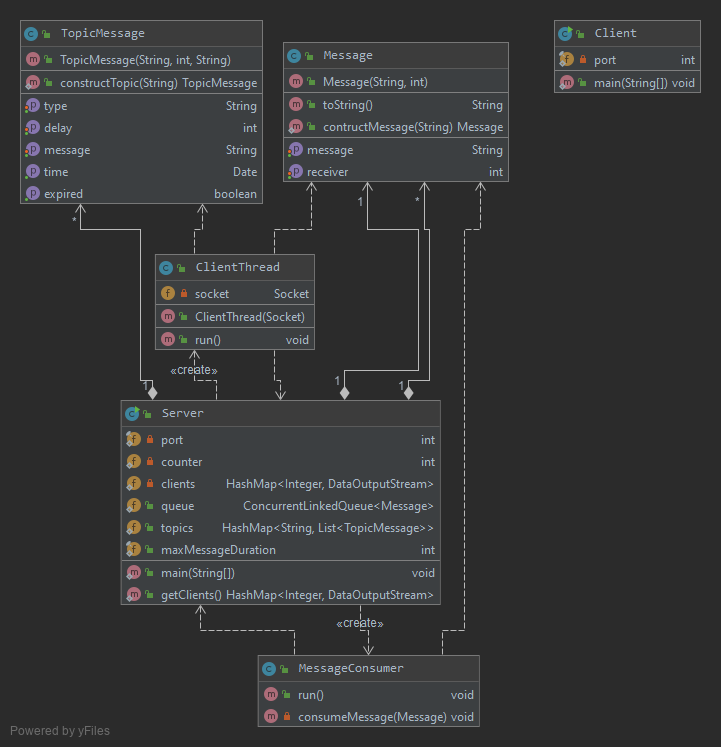 TopicMessage
TopicMessage(String, int, String)
constructTopic(String) TopicMessage
type String
delay int
message String
time Date
expired boolean
Message
Message(String, int)
toString() String
contructMessage(String) Message
message String
receiver int
Client
port int
main(String[]) void
*
1
*
ClientThread
socket Socket
ClientThread(Socket)
run() void
«create»
1
1
1
Server
port int
counter int
clients HashMap<Integer, DataOutputStream>
queue ConcurrentLinkedQueue<Message>
topics HashMap<String, List<TopicMessage>>
maxMessageDuration int
main(String[]) void
getClients() HashMap<Integer, DataOutputStream>
«create»
MessageConsumer
run() void
consumeMessage(Message) void
Powered by yFiles